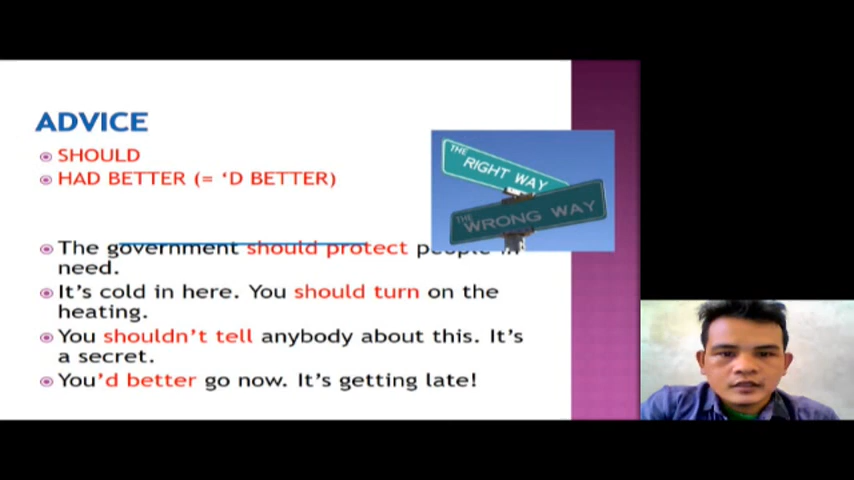 ADVICE
SHOULD
HAD BETTER (= ‘D BETTER)
THE
RIGHT WAY
THE
WRONG WAY
The government should protect people in
need.
It’s cold in here. You should turn on the
heating.
You shouldn’t tell anybody about this. It’s
a secret.
You’d better go now. It’s getting late!